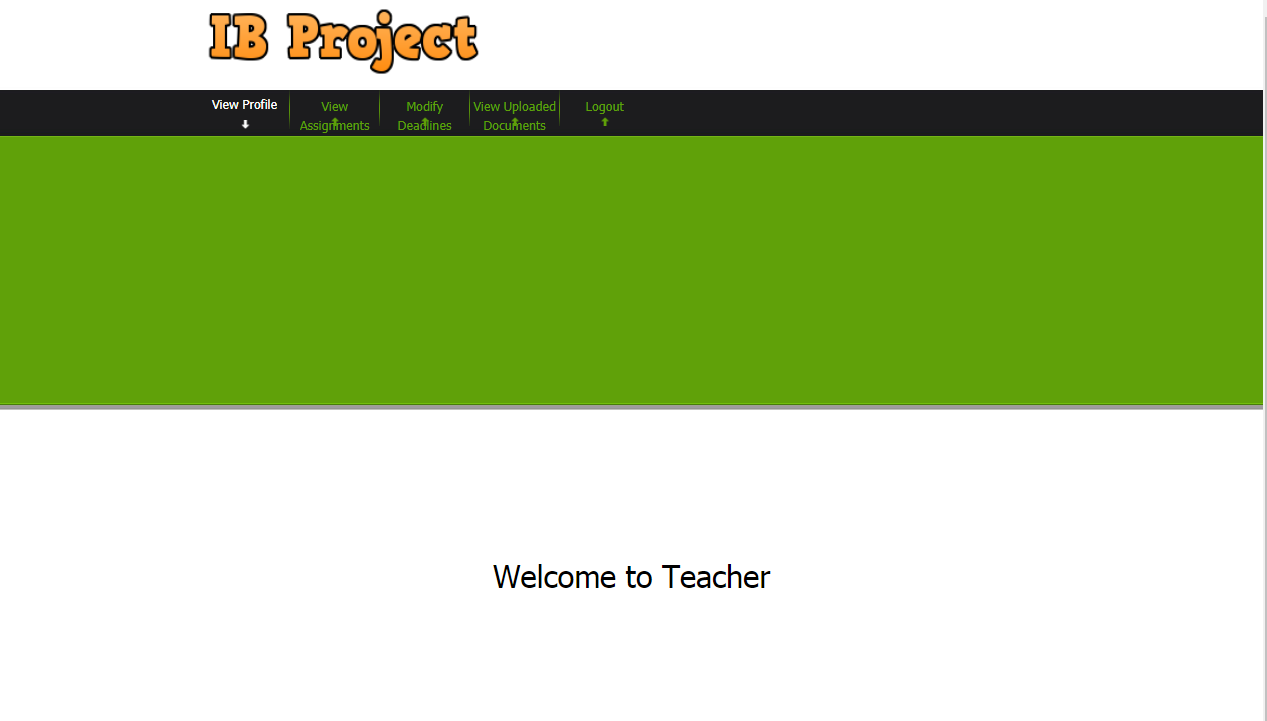 IB Project
View Profile
View
Assignments
Modify
Deadlines
View Uploaded
Documents
Logout
Welcome to Teacher